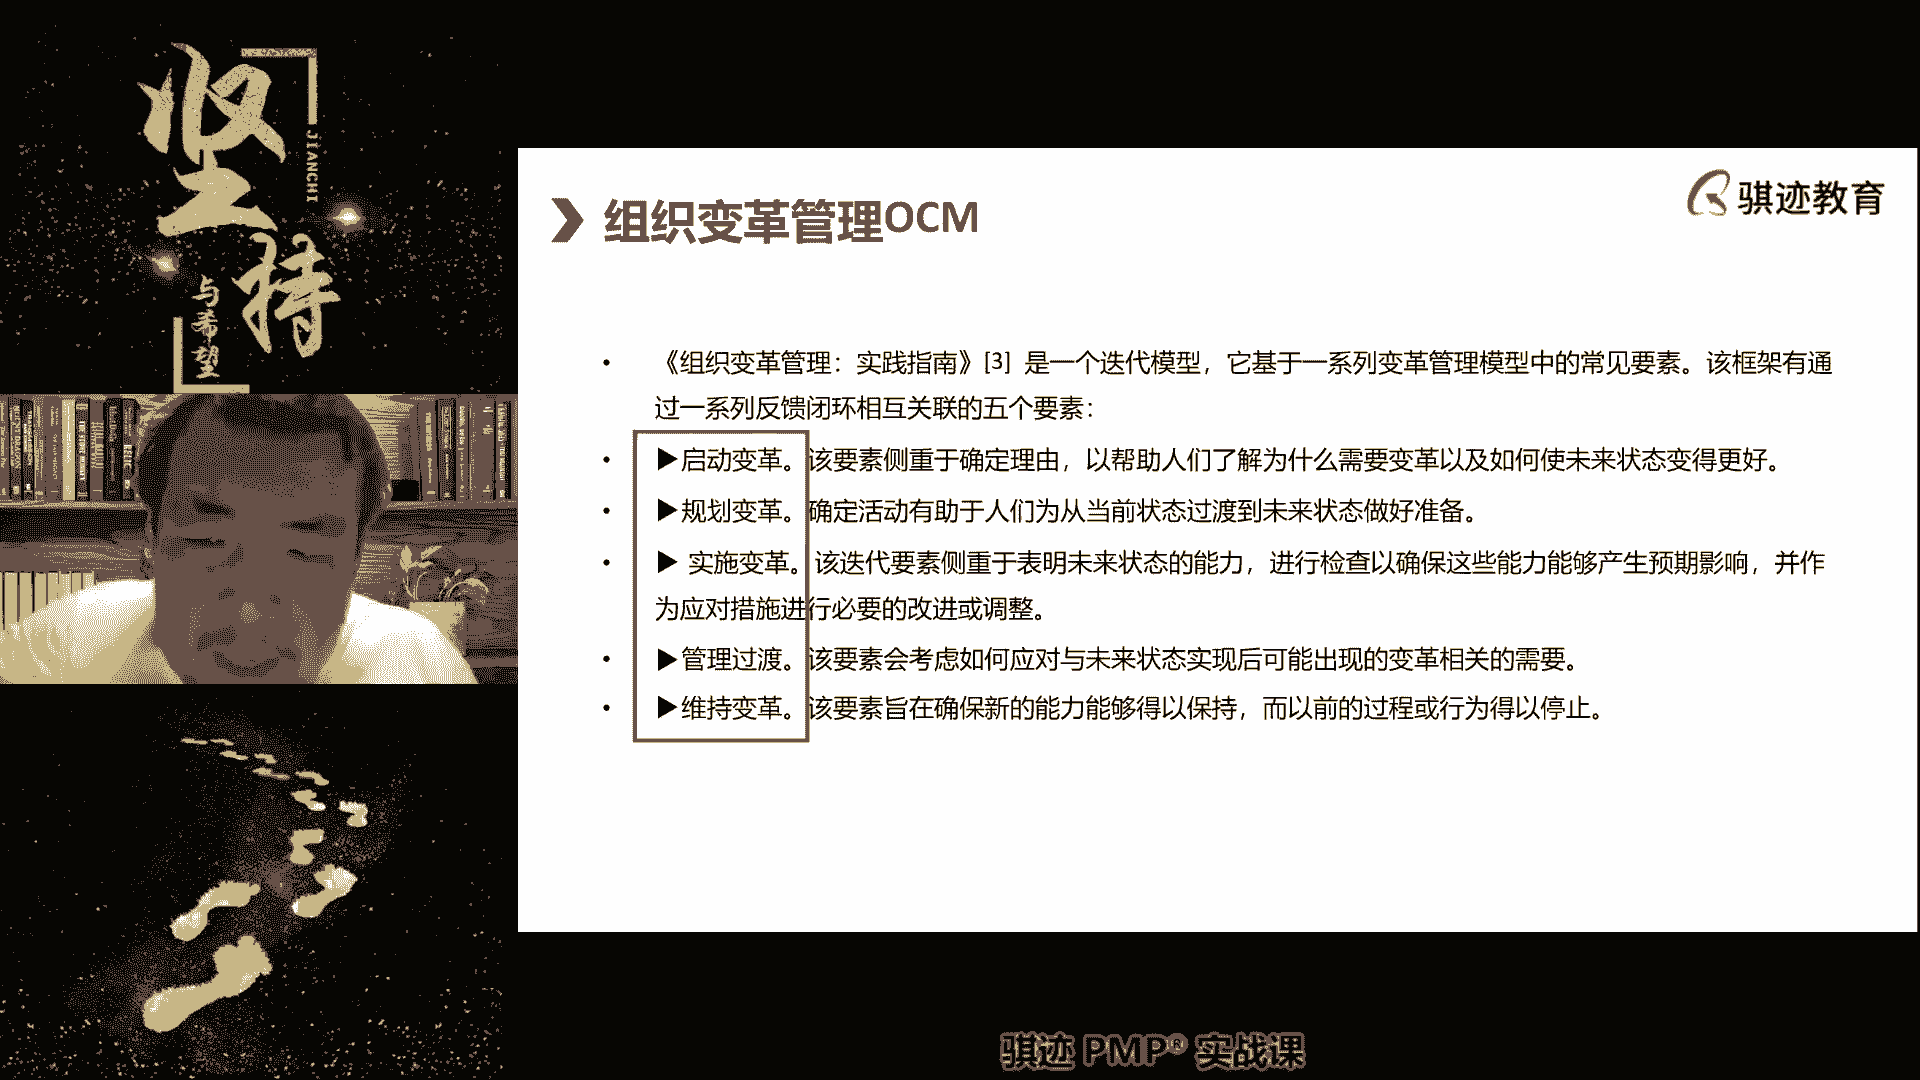 坚持
JIANCHI
与希望
骐迹教育
组织变革管理OCM
• 《组织变革管理：实践指南》[3] 是一个迭代模型，它基于一系列变革管理模型中的常见要素。该框架有通
过一系列反馈闭环相互关联的五个要素：
• ▶启动变革。该要素侧重于确定理由，以帮助人们了解为什么需要变革以及如何使未来状态变得更好。
• ▶规划变革。确定活动有助于人们为从当前状态过渡到未来状态做好准备。
• ▶ 实施变革。该迭代要素侧重于表明未来状态的能力，进行检查以确保这些能力能够产生预期影响，并作
为应对措施进行必要的改进或调整。
• ▶管理过渡。该要素会考虑如何应对与未来状态实现后可能出现的变革相关的需要。
• ▶维持变革。该要素旨在确保新的能力能够得以保持，而以前的过程或行为得以停止。
骐迹 PMP® 实战课